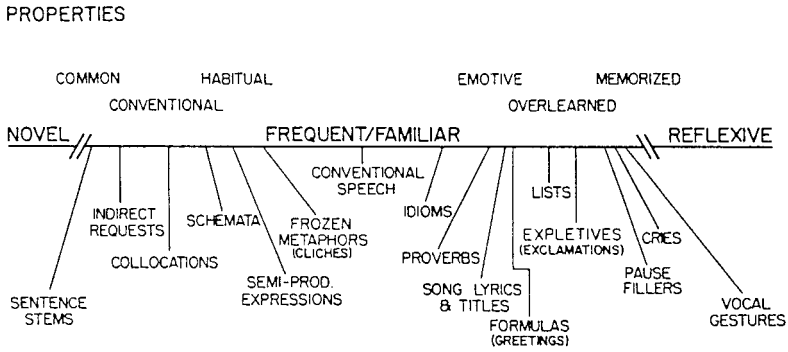 PROPERTIES
COMMON HABITUAL EMOTIVE MEMORIZED
CONVENTIONAL OVERLEARNED
NOVEL FREQUENT/FAMILIAR REFLEXIVE
CONVENTIONAL
SPEECH
INDIRECT
REQUESTS
SCHEMATA
FROZEN
METAPHORS
(CLICHES)
IDIOMS
LISTS
EXPLETIVES
(EXCLAMATIONS)
CRIES
COLLOCATIONS
PROVERBS
PAUSE
FILLERS
SEMI-PROD.
EXPRESSIONS
SONG LYRICS
& TITLES
SENTENCE
STEMS
FORMULAS
(GREETINGS)
VOCAL
GESTURES